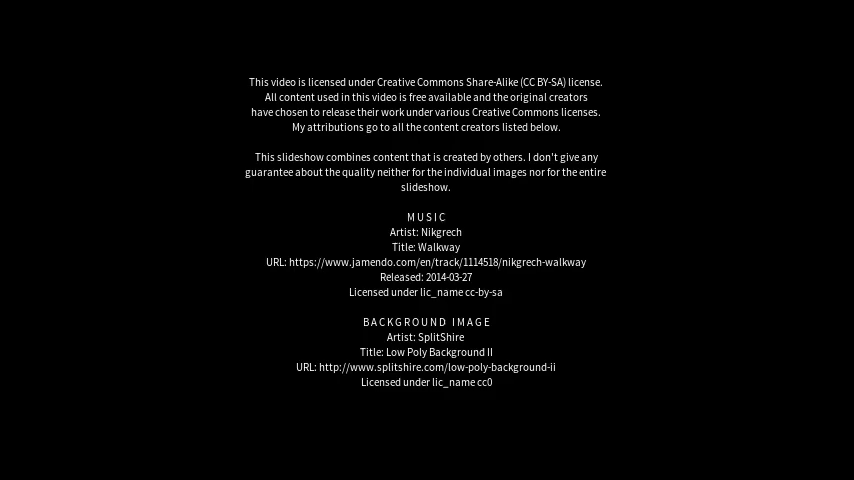 This video is licensed under Creative Commons Share-Alike (CC BY-SA) license.
All content used in this video is free available and the original creators
have chosen to release their work under various Creative Commons licenses.
My attributions go to all the content creators listed below.
This slideshow combines content that is created by others. I don't give any
guarantee about the quality neither for the individual images nor for the entire
slideshow.
MUSIC
Artist: Nikgrech
Title: Walkway
URL: https://www.jamendo.com/en/track/1114518/nikgrech-walkway
Released: 2014-03-27
Licensed under lic_name cc-by-sa
BACKGROUND IMAGE
Artist: SplitShire
Title: Low Poly Background II
URL: http://www.splitshire.com/low-poly-background-ii
Licensed under lic_name cc0